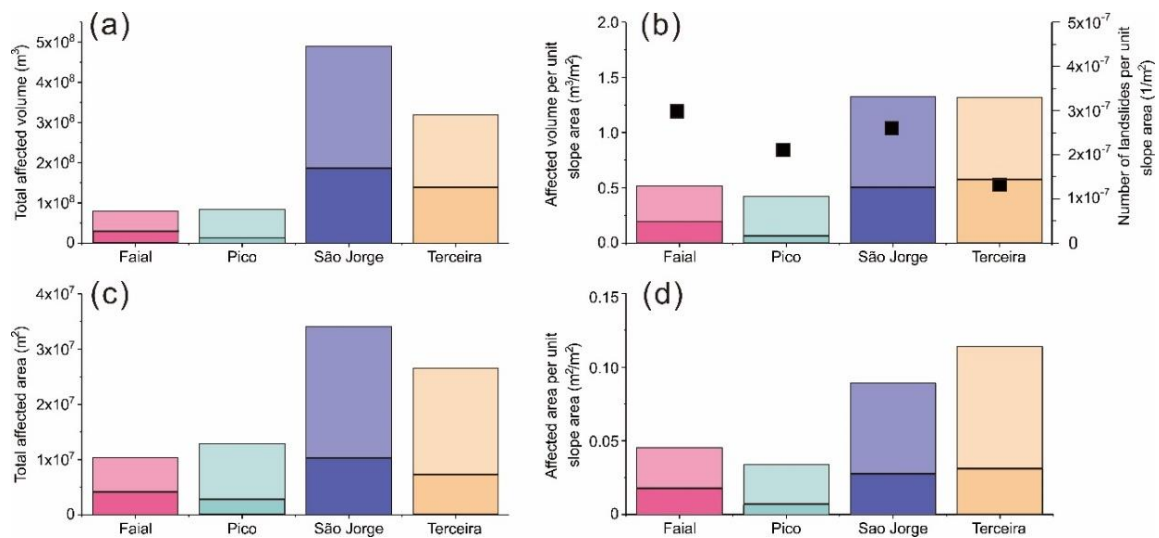 (a)
Total affected volume (m³)
5x10⁸
4x10⁸
3x10⁸
2x10⁸
1x10⁸
0
Faial Pico São Jorge Terceira
(b)
Affected volume per unit
slope area (m³/m²)
2.0
1.5
1.0
0.5
0.0
Faial Pico São Jorge Terceira
5x10⁻⁷
4x10⁻⁷
3x10⁻⁷
2x10⁻⁷
1x10⁻⁷
0
Number of landslides per unit
slope area (1/m²)
(c)
Total affected area (m²)
4x10⁷
3x10⁷
2x10⁷
1x10⁷
0
Faial Pico São Jorge Terceira
(d)
Affected area per unit
slope area (m²/m²)
0.15
0.10
0.05
0
Faial Pico Sao Jorge Terceira